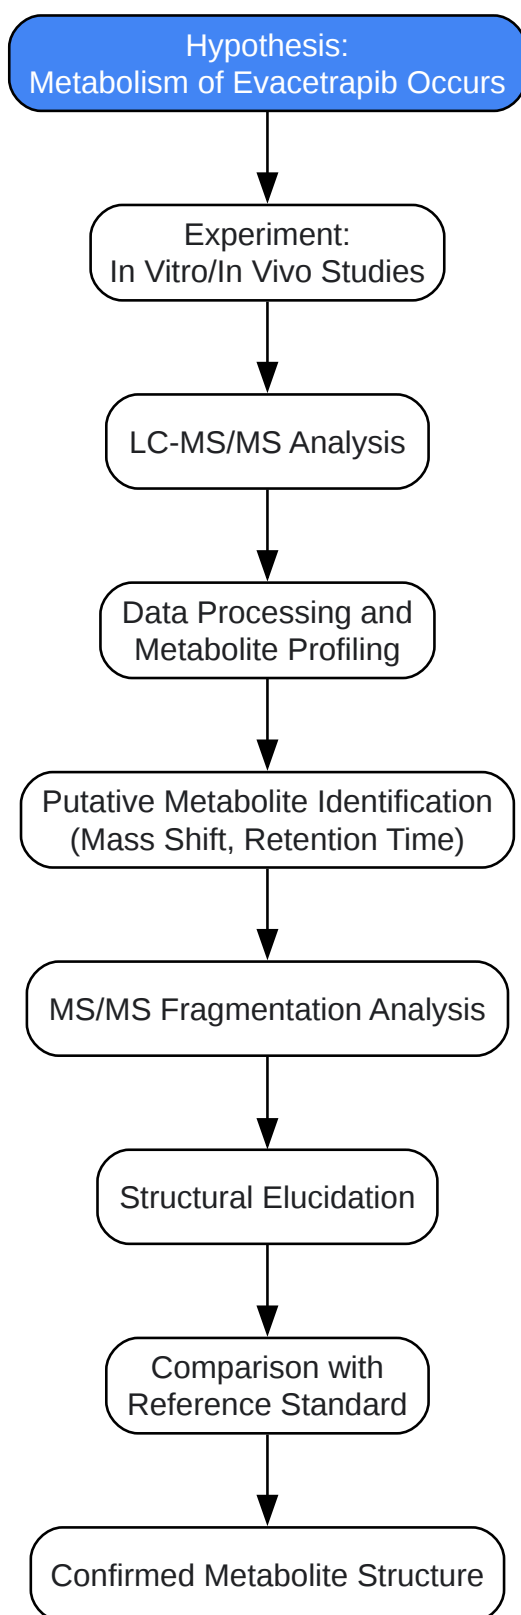 Hypothesis:
Metabolism of Evacetrapib Occurs
Experiment:
In Vitro/In Vivo Studies
LC-MS/MS Analysis
Data Processing and
Metabolite Profiling
Putative Metabolite Identification
(Mass Shift, Retention Time)
MS/MS Fragmentation Analysis
Structural Elucidation
Comparison with
Reference Standard
Confirmed Metabolite Structure